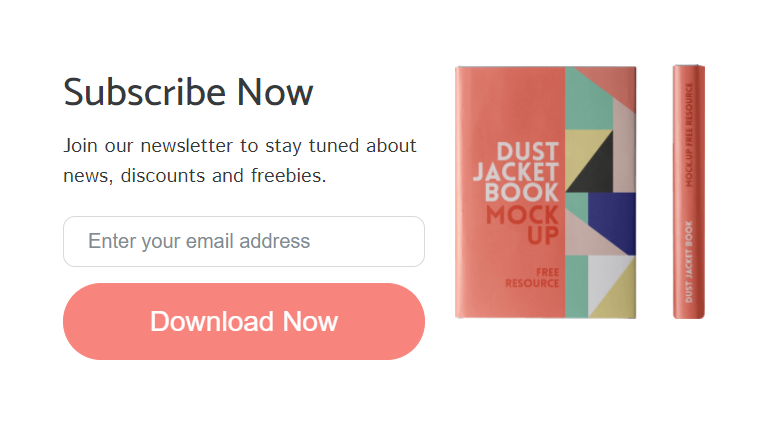 Subscribe Now
Join our newsletter to stay tuned about
news, discounts and freebies.
Enter your email address
Download Now
DUST
JACKET
BOOK
MOCK
UP
FREE
RESOURCE
DUST JACKET BOOK
MOCK UP FREE RESOURCE